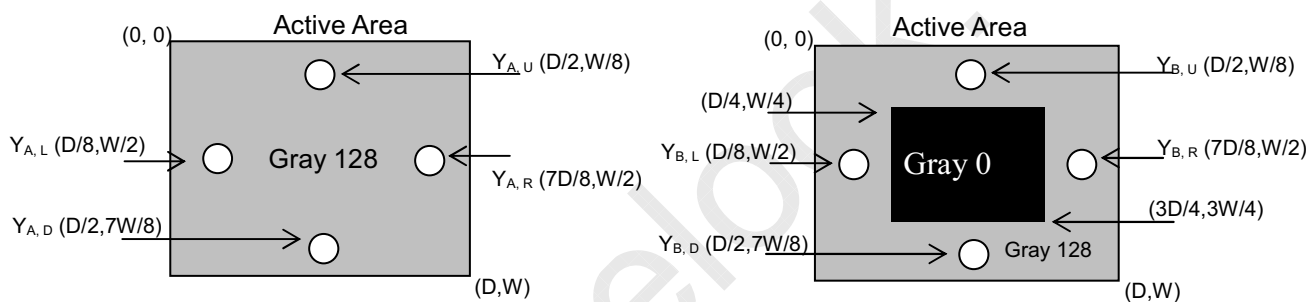 Active Area
(0, 0)
YA, U (D/2,W/8)
YA, L (D/8,W/2)
Gray 128
YA, R (7D/8,W/2)
YA, D (D/2,7W/8)
(D,W)
Active Area
(0, 0)
YB, U (D/2,W/8)
(D/4,W/4)
YB, L (D/8,W/2)
Gray 0
YB, R (7D/8,W/2)
(3D/4,3W/4)
YB, D (D/2,7W/8)
Gray 128
(D,W)